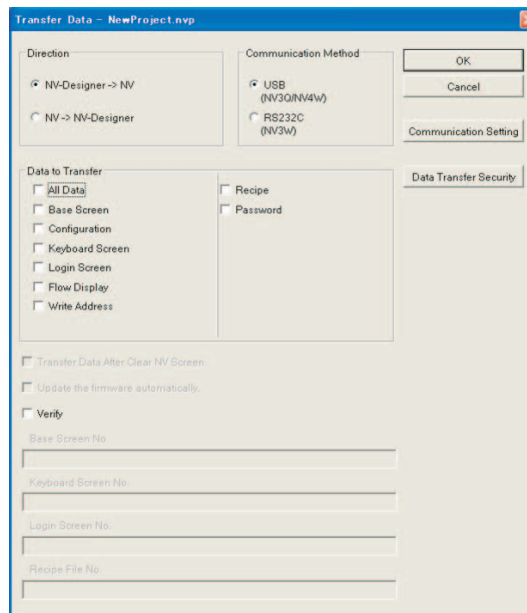 Transfer Data - NewProject.nvp
Direction
NV-Designer -> NV
NV -> NV-Designer
Communication Method
USB
(NV3Q/NV4W)
RS232C
(NV3W)
OK
Cancel
Communication Setting
Data Transfer Security
Data to Transfer
All Data
Base Screen
Configuration
Keyboard Screen
Login Screen
Flow Display
Write Address
Recipe
Password
Transfer Data After Clear NV Screen
Update the firmware automatically.
Verify
Base Screen No.
Keyboard Screen No.
Login Screen No.
Recipe File No.